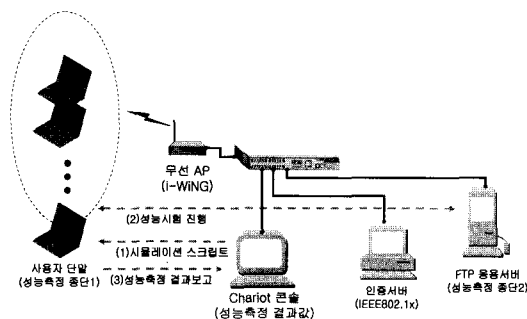 무선 AP
(i-WiNG)
(2)성능시험 진행
(1)시뮬레이션 스크립트
(3)성능측정 결과보고
사용자 단말
(성능측정 종단1)
Chariot 콘솔
(성능측정 결과값)
인증서버
(IEEE802.1x)
FTP 응용서버
(성능측정 종단2)